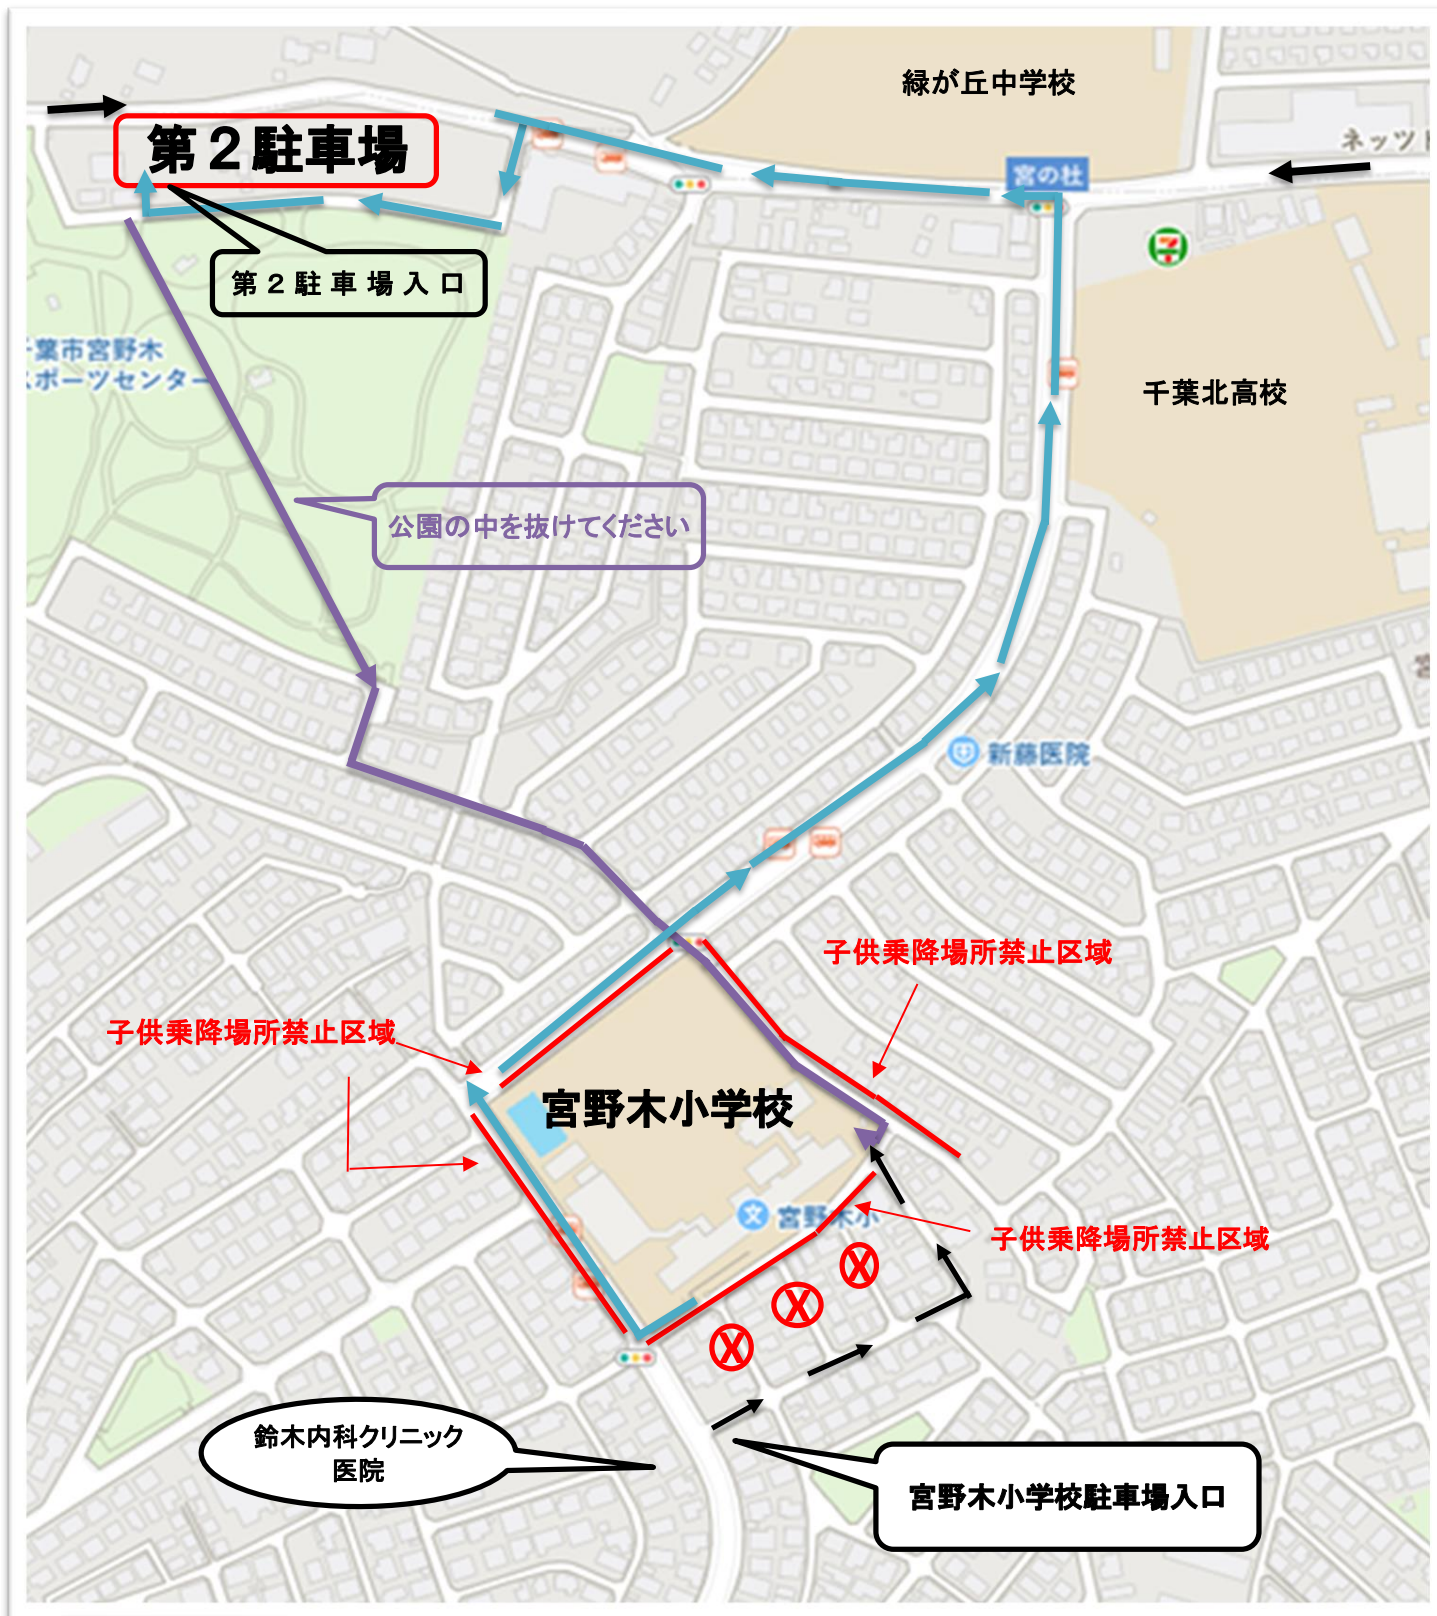 緑が丘中学校
ネッツト
第２駐車場
宮の杜
第２駐車場入口
千葉市宮野木
スポーツセンター
千葉北高校
公園の中を抜けてください
新藤医院
子供乗降場所禁止区域
子供乗降場所禁止区域
宮野木小学校
文 宮野木小
子供乗降場所禁止区域
X
X
X
鈴木内科クリニック
医院
宮野木小学校駐車場入口